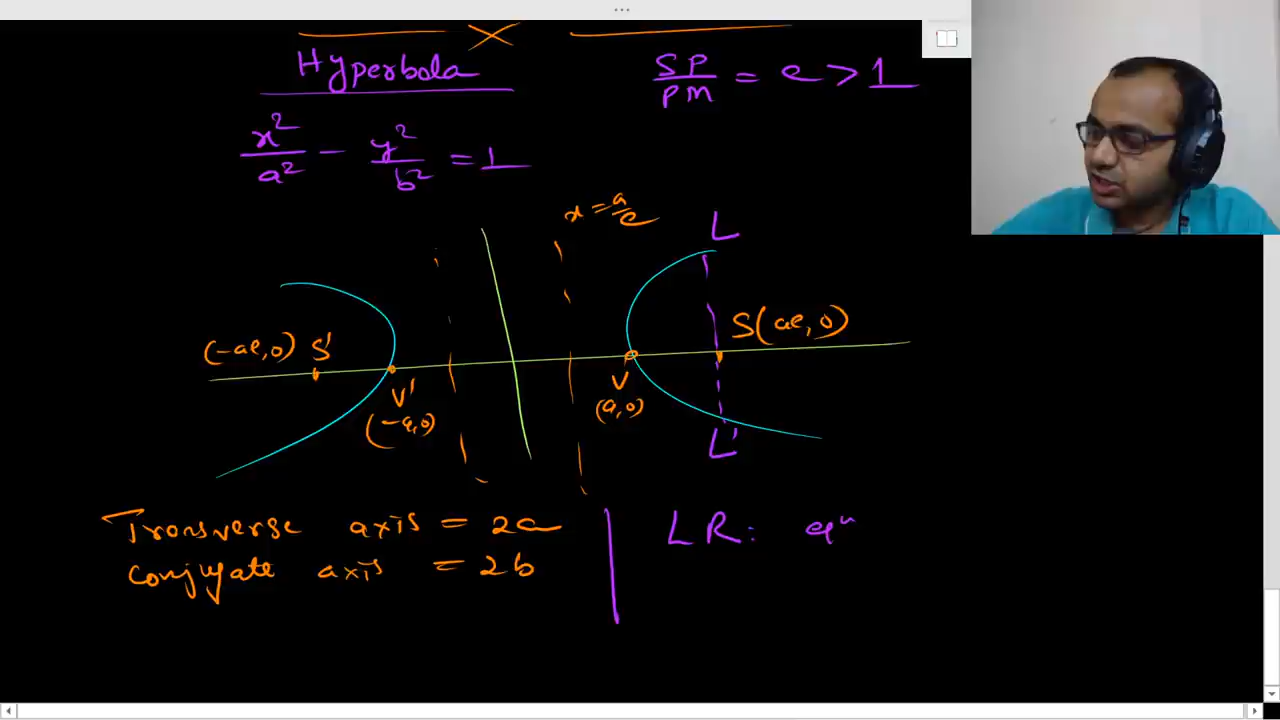 Hyperbola
SP/PM = e > 1
x²/a² - y²/b² = 1
x = a/e
L
(-ae, 0) S'
S(ae, 0)
V'
(-a, 0)
V
(a, 0)
L'
Transverse axis = 2a
Conjugate axis = 2b
LR: eqn